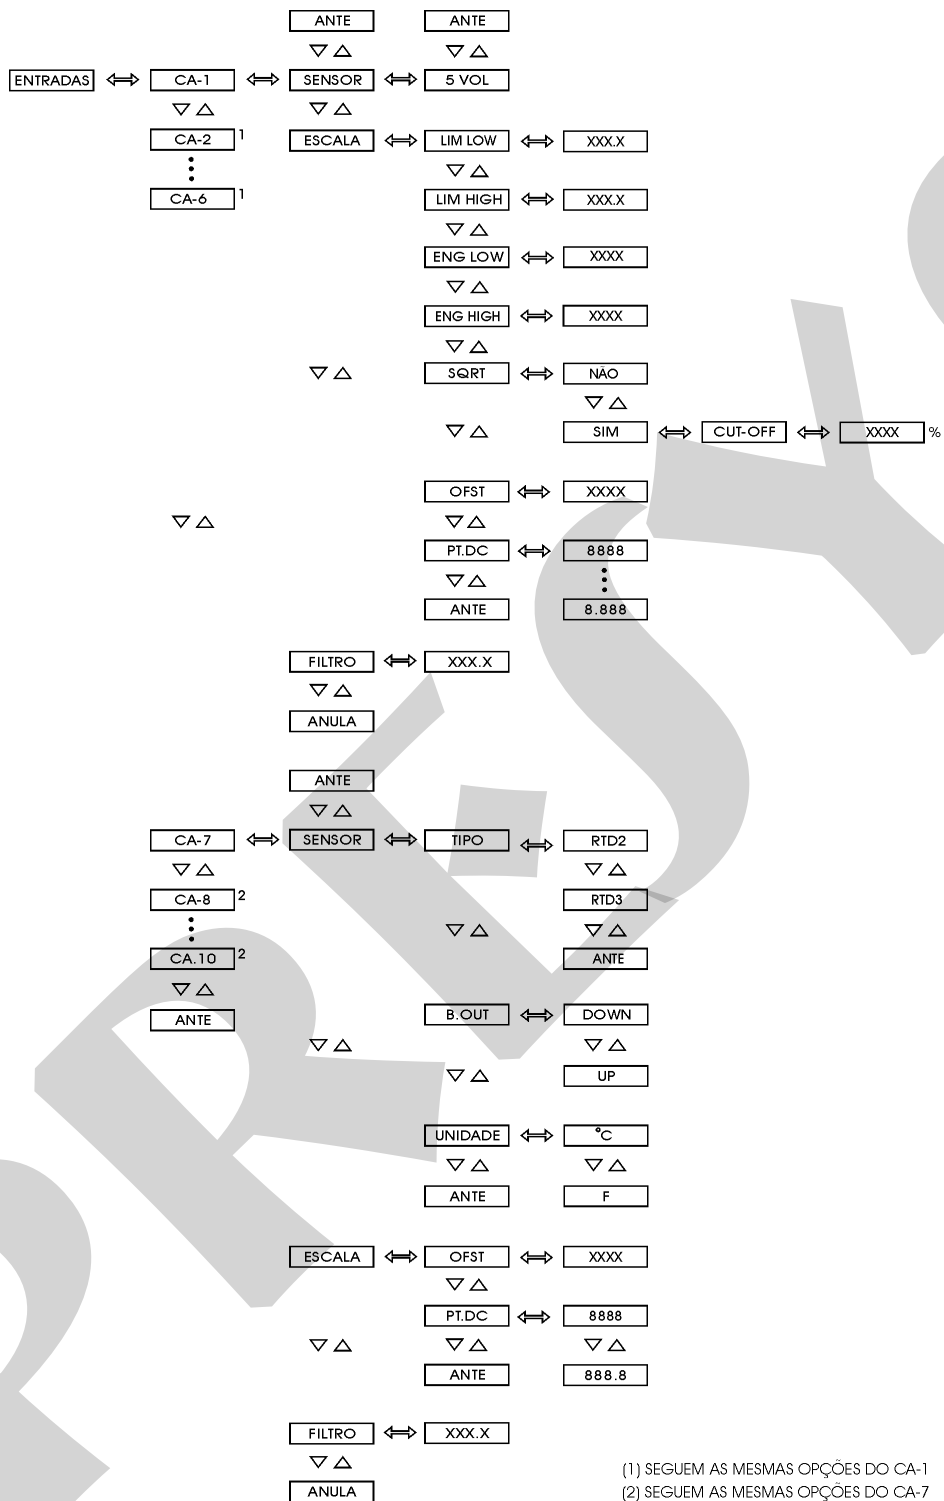 ANTE ANTE
ENTRADAS CA-1 SENSOR 5 VOL
CA-2 1 ESCALA LIM LOW XXX.X
CA-6 1 LIM HIGH XXX.X
ENG LOW XXXX
ENG HIGH XXXX
SQRT NÃO
SIM CUT-OFF XXXX %
OFST XXXX
PT.DC 8888
ANTE 8.888
FILTRO XXX.X
ANULA
ANTE
CA-7 SENSOR TIPO RTD2
CA-8 2 RTD3
CA.10 2 ANTE
ANTE B.OUT DOWN
UP
UNIDADE °C
ANTE F
ESCALA OFST XXXX
PT.DC 8888
ANTE 888.8
FILTRO XXX.X
ANULA
(1) SEGUEM AS MESMAS OPÇÕES DO CA-1
(2) SEGUEM AS MESMAS OPÇÕES DO CA-7
PRESYS